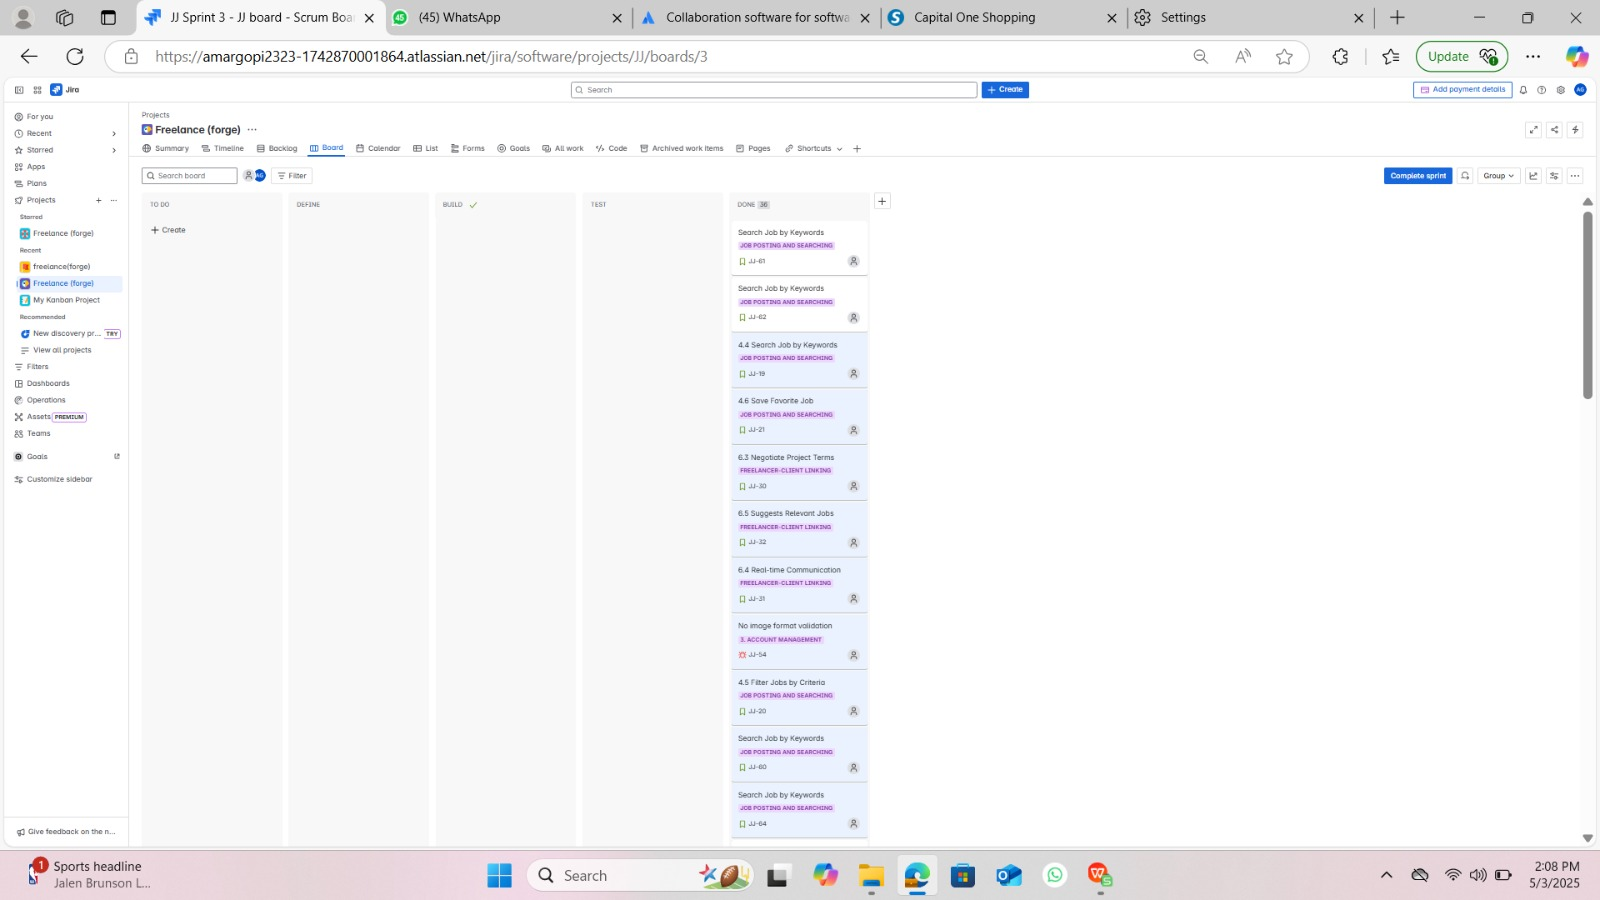 JJ Sprint 3 - JJ board - Scrum Boa
(45) WhatsApp
Collaboration software for softwa
Capital One Shopping
Settings
https://amargopi2323-1742870001864.atlassian.net/jira/software/projects/JJ/boards/3
Update
Jira
Search
Create
Add payment details
AG
For you
Recent
Starred
Apps
Plans
Projects
Starred
Freelance (forge)
Recent
freelance(forge)
Freelance (forge)
My Kanban Project
Recommended
New discovery pr... TRY
View all projects
Filters
Dashboards
Operations
Assets PREMIUM
Teams
Goals
Customize sidebar
Give feedback on the n...
Projects
Freelance (forge)
Summary Timeline Backlog Board Calendar List Forms Goals All work Code Archived work items Pages Shortcuts
Search board
AG
Filter
Complete sprint
Group
TO DO
DEFINE
BUILD
TEST
DONE 36
Create
Search Job by Keywords
JOB POSTING AND SEARCHING
JJ-61
Search Job by Keywords
JOB POSTING AND SEARCHING
JJ-62
4.4 Search Job by Keywords
JOB POSTING AND SEARCHING
JJ-19
4.6 Save Favorite Job
JOB POSTING AND SEARCHING
JJ-21
6.3 Negotiate Project Terms
FREELANCER-CLIENT LINKING
JJ-30
6.5 Suggests Relevant Jobs
FREELANCER-CLIENT LINKING
JJ-32
6.4 Real-time Communication
FREELANCER-CLIENT LINKING
JJ-31
No image format validation
3. ACCOUNT MANAGEMENT
JJ-54
4.5 Filter Jobs by Criteria
JOB POSTING AND SEARCHING
JJ-20
Search Job by Keywords
JOB POSTING AND SEARCHING
JJ-60
Search Job by Keywords
JOB POSTING AND SEARCHING
JJ-64
1
Sports headline
Jalen Brunson L...
Search
2:08 PM
5/3/2025